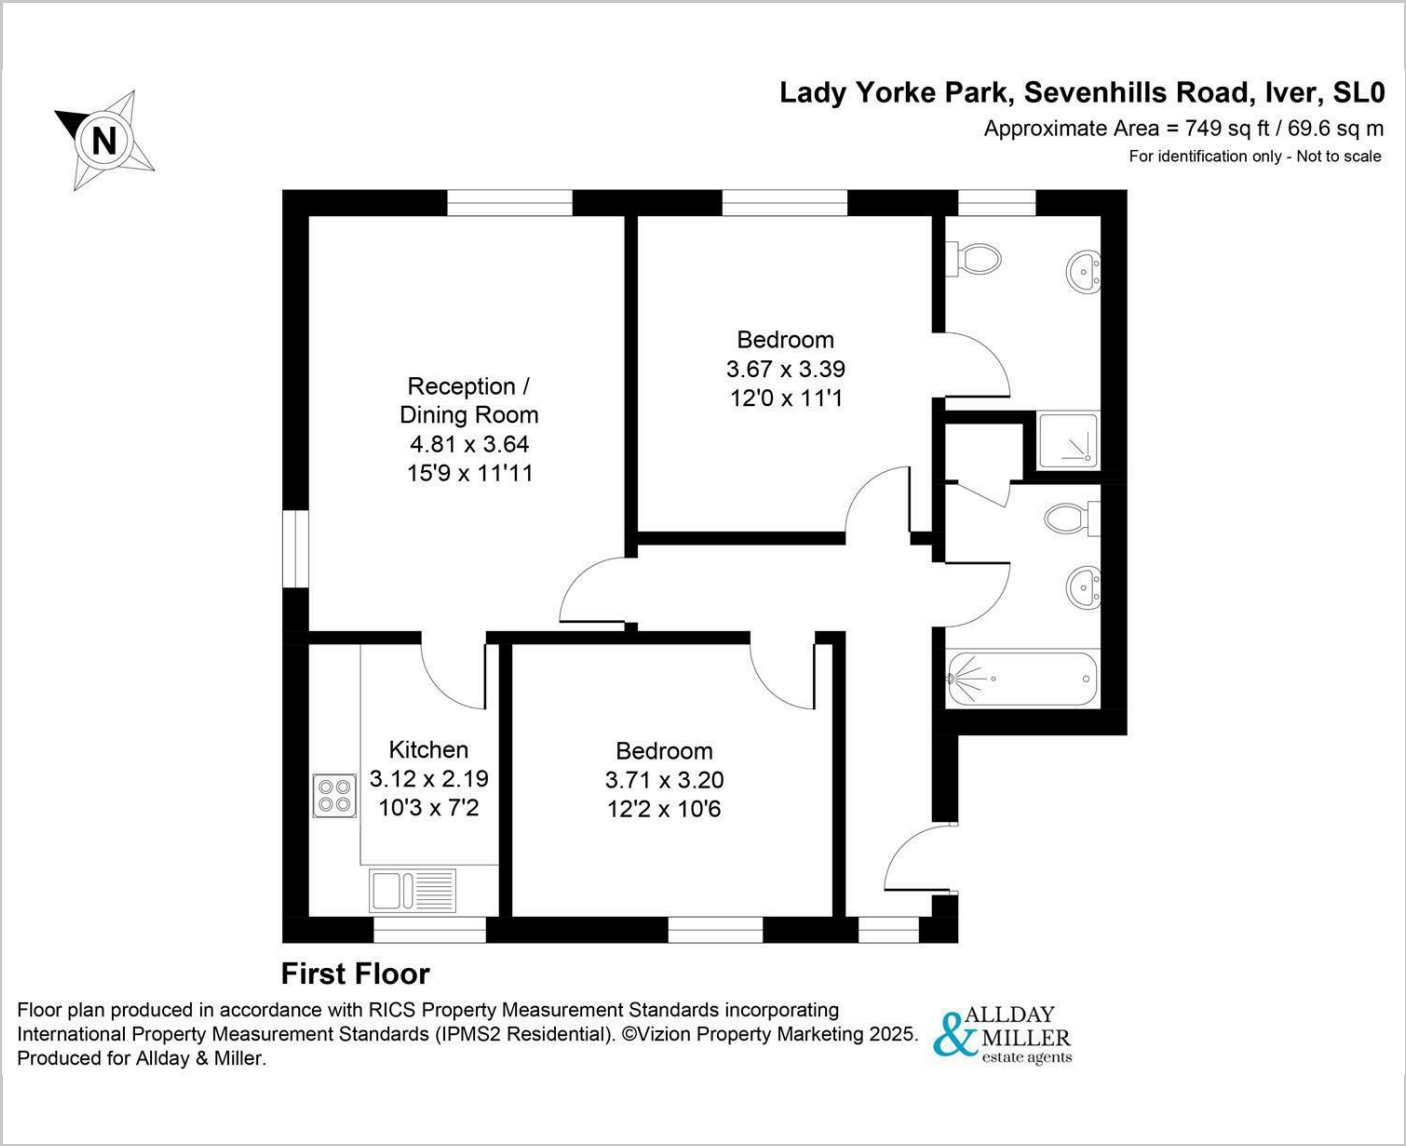 N
Lady Yorke Park, Sevenhills Road, Iver, SL0
Approximate Area = 749 sq ft / 69.6 sq m
For identification only - Not to scale
Reception /
Dining Room
4.81 x 3.64
15'9 x 11'11
Bedroom
3.67 x 3.39
12'0 x 11'1
Kitchen
3.12 x 2.19
10'3 x 7'2
Bedroom
3.71 x 3.20
12'2 x 10'6
First Floor
Floor plan produced in accordance with RICS Property Measurement Standards incorporating
International Property Measurement Standards (IPMS2 Residential). ©Vizion Property Marketing 2025.
Produced for Allday & Miller.
ALLDAY
& MILLER
estate agents